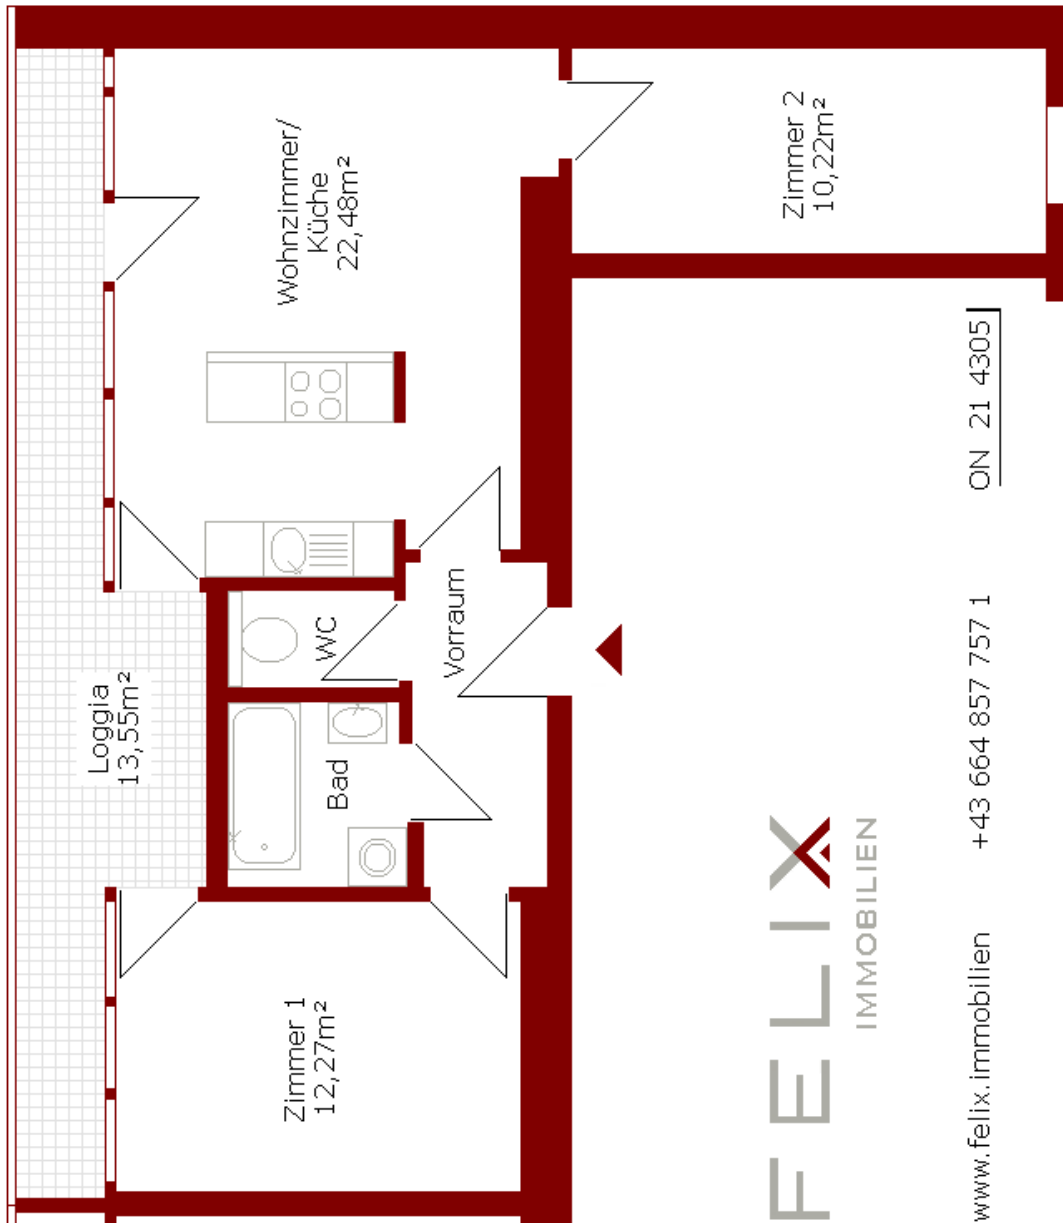 Loggia
13,55m²
Wohnzimmer/
Küche
22,48m²
Zimmer 2
10,22m²
WC
Bad
Vorraum
Zimmer 1
12,27m²
FELIX
IMMOBILIEN
www.felix.immobilien +43 664 857 757 1 ON 21 4305